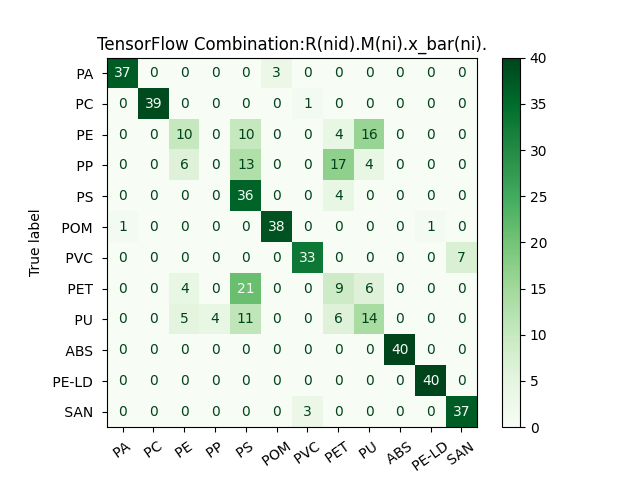 TensorFlow Combination:R(nid).M(ni).x_bar(ni).
True label
PA 37 0 0 0 0 3 0 0 0 0 0 0
PC 0 39 0 0 0 0 1 0 0 0 0 0
PE 0 0 10 0 10 0 0 4 16 0 0 0
PP 0 0 6 0 13 0 0 17 4 0 0 0
PS 0 0 0 0 36 0 0 4 0 0 0 0
POM 1 0 0 0 0 38 0 0 0 0 1 0
PVC 0 0 0 0 0 0 33 0 0 0 0 7
PET 0 0 4 0 21 0 0 9 6 0 0 0
PU 0 0 5 4 11 0 0 6 14 0 0 0
ABS 0 0 0 0 0 0 0 0 0 40 0 0
PE-LD 0 0 0 0 0 0 0 0 0 0 40 0
SAN 0 0 0 0 0 0 3 0 0 0 0 37
PA PC PE PP PS POM PVC PET PU ABS PE-LD SAN
40
35
30
25
20
15
10
5
0